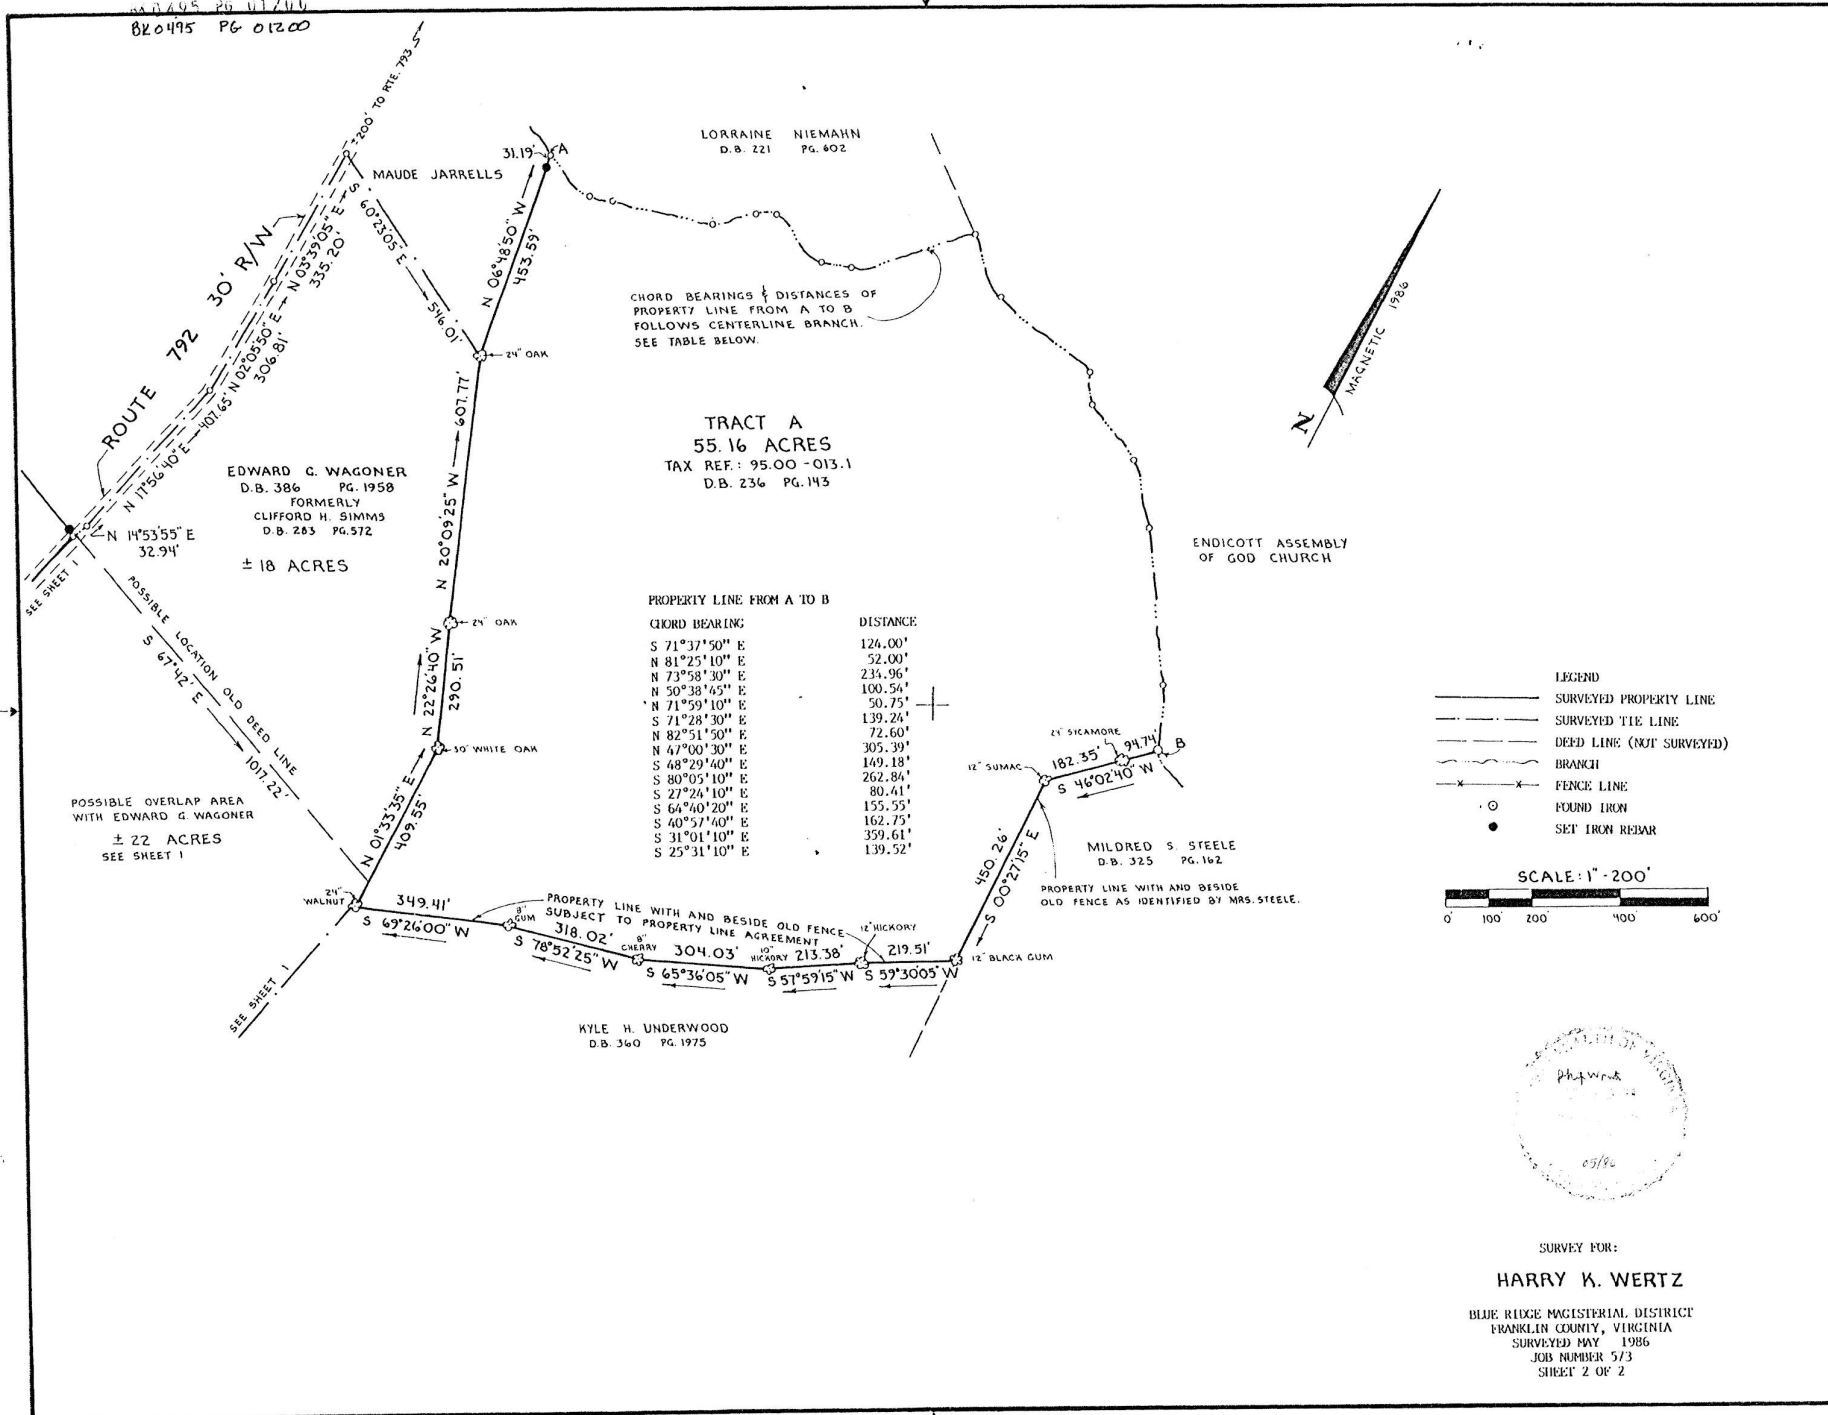 BK0495 PG 01200
±200' TO RTE. 793
MAUDE JARRELLS
31.19'
A
LORRAINE NIEMAHN
D.B. 221 PG. 602
ROUTE 792 30' R/W
N 03°39'05" E
335.20'
N 02°05'50" E
306.81'
N 17°56'40" E
407.65'
N 14°53'55" E
32.94'
SEE SHEET 1
S 60°23'05" E
546.01'
N 06°48'50" W
453.59'
24" OAK
CHORD BEARINGS & DISTANCES OF
PROPERTY LINE FROM A TO B
FOLLOWS CENTERLINE BRANCH.
SEE TABLE BELOW.
N
MAGNETIC 1986
TRACT A
55.16 ACRES
TAX REF.: 95.00-013.1
D.B. 236 PG. 143
EDWARD G. WAGONER
D.B. 386 PG. 1958
FORMERLY
CLIFFORD H. SIMMS
D.B. 283 PG. 572
± 18 ACRES
N 20°09'25" W
607.77'
24" OAK
ENDICOTT ASSEMBLY
OF GOD CHURCH
POSSIBLE LOCATION OLD DEED LINE
S 67°42' E
1017.22'
N 22°26'40" W
290.51'
30" WHITE OAK
PROPERTY LINE FROM A TO B
CHORD BEARING DISTANCE
S 71°37'50" E 124.00'
N 81°25'10" E 52.00'
N 73°58'30" E 234.96'
N 50°38'45" E 100.54'
N 71°59'10" E 50.75'
S 71°28'30" E 139.24'
N 82°51'50" E 72.60'
N 47°00'30" E 305.39'
S 48°29'40" E 149.18'
S 80°05'10" E 262.84'
S 27°24'10" E 80.41'
S 64°40'20" E 155.55'
S 40°57'40" E 162.75'
S 31°01'10" E 359.61'
S 25°31'10" E 139.52'
LEGEND
SURVEYED PROPERTY LINE
SURVEYED TIE LINE
DEED LINE (NOT SURVEYED)
BRANCH
FENCE LINE
FOUND IRON
SET IRON REBAR
SCALE: 1" - 200'
0' 100' 200' 400' 600'
24" SYCAMORE
94.74'
B
12" SUMAC
182.35'
S 46°02'40" W
POSSIBLE OVERLAP AREA
WITH EDWARD G. WAGONER
± 22 ACRES
SEE SHEET 1
N 01°33'35" E
409.55'
450.26'
S 00°27'15" E
MILDRED S. STEELE
D.B. 325 PG. 162
PROPERTY LINE WITH AND BESIDE
OLD FENCE AS IDENTIFIED BY MRS. STEELE.
24" WALNUT
349.41'
S 69°26'00" W
PROPERTY LINE WITH AND BESIDE OLD FENCE
SUBJECT TO PROPERTY LINE AGREEMENT
8" GUM
318.02'
S 78°52'25" W
8" CHERRY
304.03'
S 65°36'05" W
10" HICKORY
213.38'
S 57°59'15" W
12" HICKORY
219.51'
S 59°30'05" W
12" BLACK GUM
SEE SHEET 1
KYLE H. UNDERWOOD
D.B. 360 PG. 1975
SURVEY FOR:
HARRY K. WERTZ
BLUE RIDGE MAGISTERIAL DISTRICT
FRANKLIN COUNTY, VIRGINIA
SURVEYED MAY 1986
JOB NUMBER 573
SHEET 2 OF 2